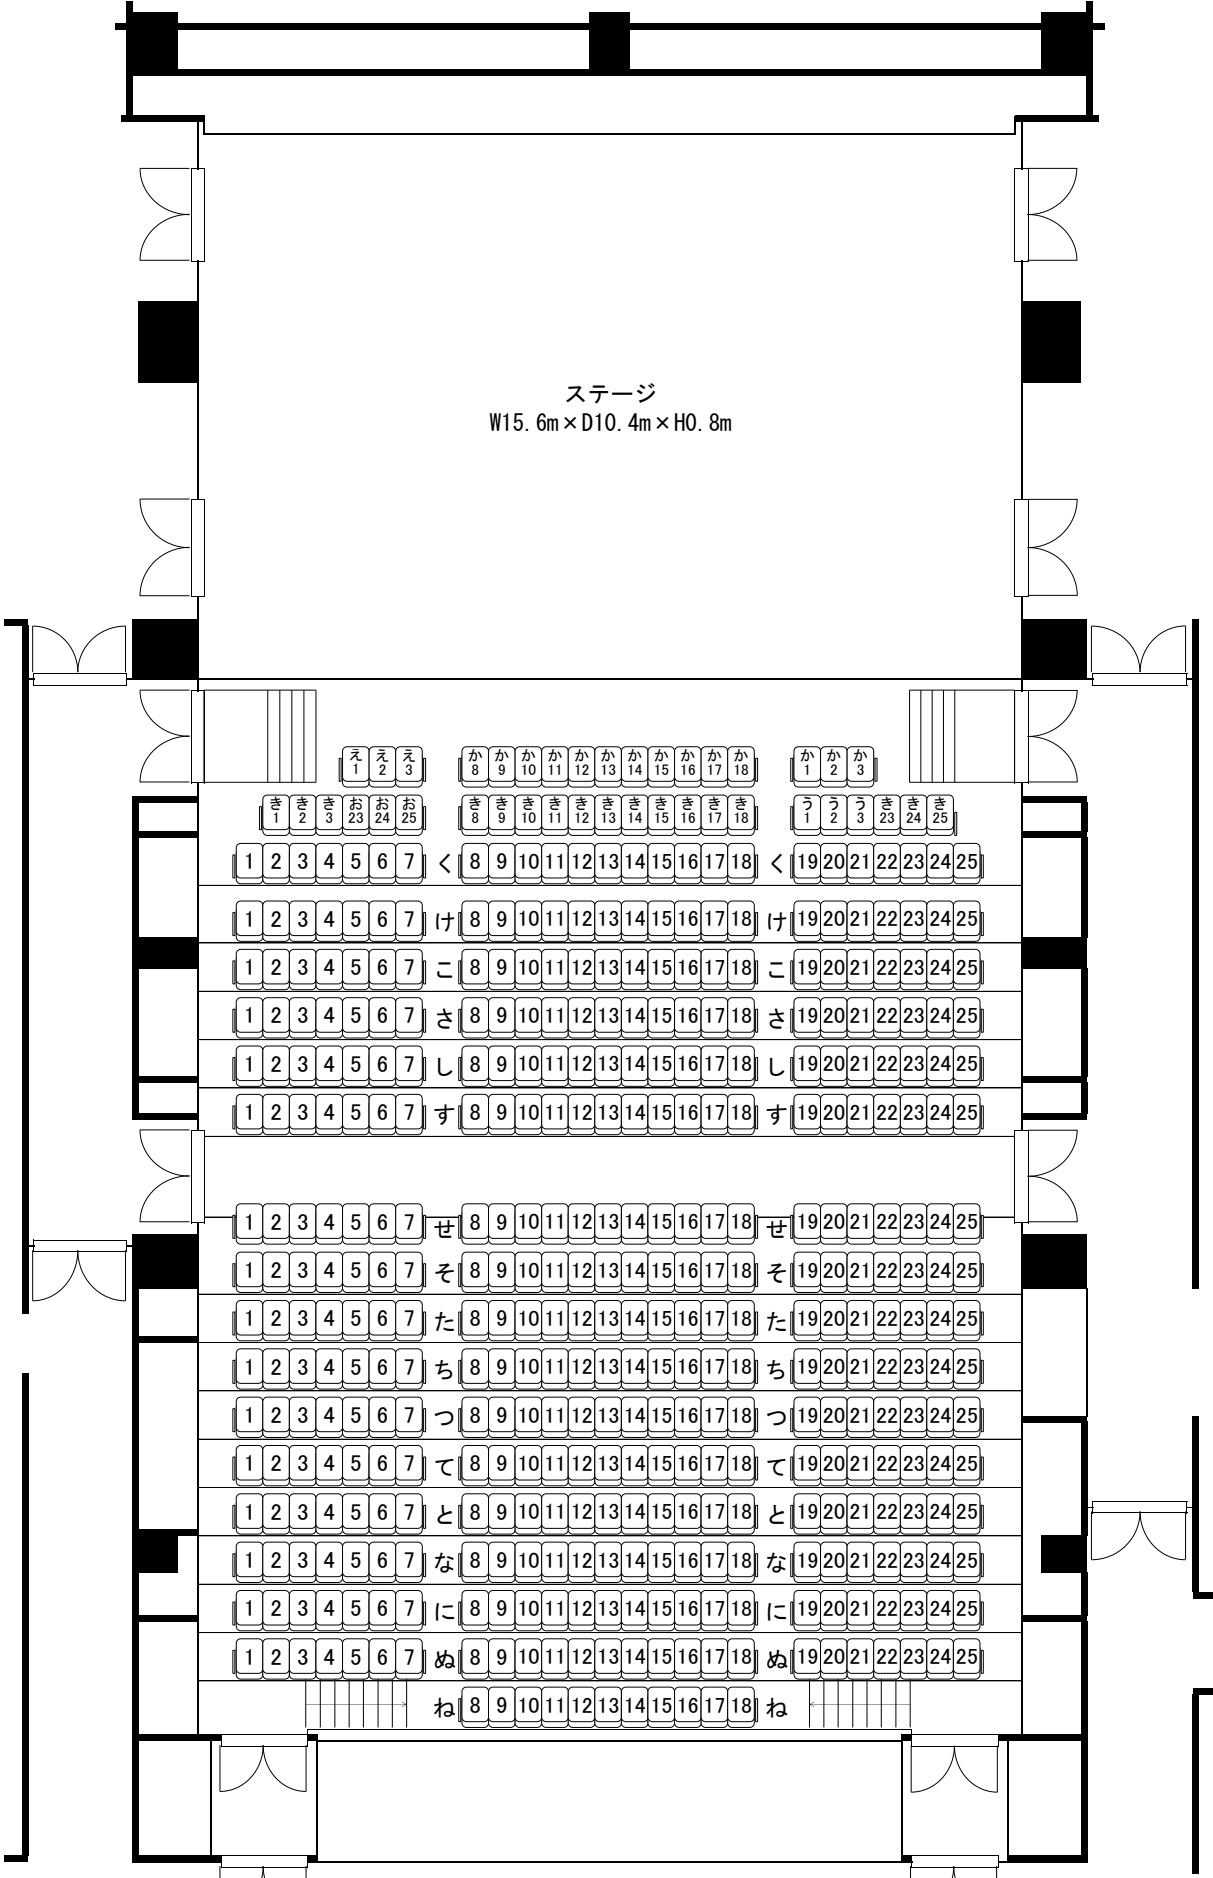 ステージ
W15.6m×D10.4m×H0.8m
え1 え2 え3 か8 か9 か10 か11 か12 か13 か14 か15 か16 か17 か18 か1 か2 か3
き1 き2 き3 お23 お24 お25 き8 き9 き10 き11 き12 き13 き14 き15 き16 き17 き18 う1 う2 う3 き23 き24 き25
1 2 3 4 5 6 7 く 8 9 10 11 12 13 14 15 16 17 18 く 19 20 21 22 23 24 25
1 2 3 4 5 6 7 け 8 9 10 11 12 13 14 15 16 17 18 け 19 20 21 22 23 24 25
1 2 3 4 5 6 7 こ 8 9 10 11 12 13 14 15 16 17 18 こ 19 20 21 22 23 24 25
1 2 3 4 5 6 7 さ 8 9 10 11 12 13 14 15 16 17 18 さ 19 20 21 22 23 24 25
1 2 3 4 5 6 7 し 8 9 10 11 12 13 14 15 16 17 18 し 19 20 21 22 23 24 25
1 2 3 4 5 6 7 す 8 9 10 11 12 13 14 15 16 17 18 す 19 20 21 22 23 24 25
1 2 3 4 5 6 7 せ 8 9 10 11 12 13 14 15 16 17 18 せ 19 20 21 22 23 24 25
1 2 3 4 5 6 7 そ 8 9 10 11 12 13 14 15 16 17 18 そ 19 20 21 22 23 24 25
1 2 3 4 5 6 7 た 8 9 10 11 12 13 14 15 16 17 18 た 19 20 21 22 23 24 25
1 2 3 4 5 6 7 ち 8 9 10 11 12 13 14 15 16 17 18 ち 19 20 21 22 23 24 25
1 2 3 4 5 6 7 つ 8 9 10 11 12 13 14 15 16 17 18 つ 19 20 21 22 23 24 25
1 2 3 4 5 6 7 て 8 9 10 11 12 13 14 15 16 17 18 て 19 20 21 22 23 24 25
1 2 3 4 5 6 7 と 8 9 10 11 12 13 14 15 16 17 18 と 19 20 21 22 23 24 25
1 2 3 4 5 6 7 な 8 9 10 11 12 13 14 15 16 17 18 な 19 20 21 22 23 24 25
1 2 3 4 5 6 7 に 8 9 10 11 12 13 14 15 16 17 18 に 19 20 21 22 23 24 25
1 2 3 4 5 6 7 ぬ 8 9 10 11 12 13 14 15 16 17 18 ぬ 19 20 21 22 23 24 25
ね 8 9 10 11 12 13 14 15 16 17 18 ね